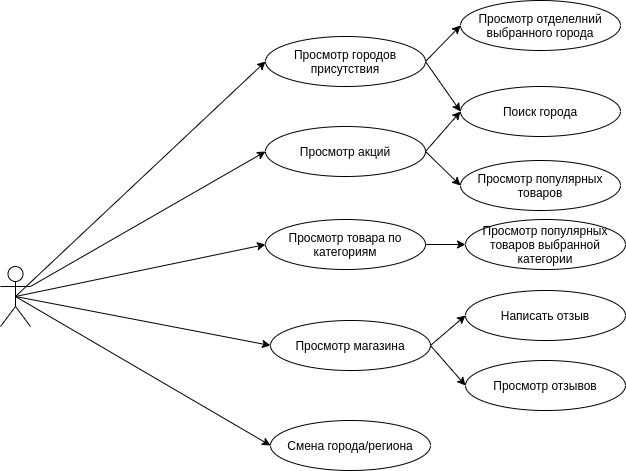 Просмотр отделелний
выбранного города
Просмотр городов
присутствия
Поиск города
Просмотр акций
Просмотр популярных
товаров
Просмотр товара по
категориям
Просмотр популярных
товаров выбранной
категории
Написать отзыв
Просмотр магазина
Просмотр отзывов
Смена города/региона